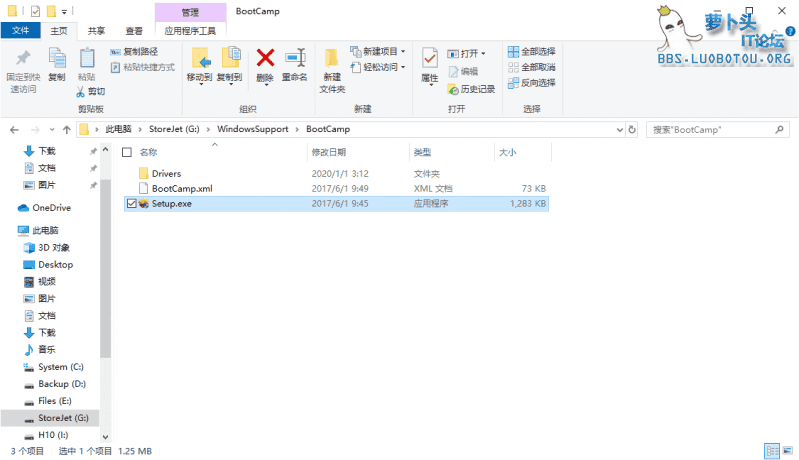 管理
BootCamp
文件
主页
共享
查看
应用程序工具
萝卜头
IT论坛
BBS.LUOBOTOU.ORG
固定到快
速访问
复制
粘贴
复制路径
粘贴快捷方式
剪切
移动到
复制到
删除
重命名
新建
文件夹
新建项目
轻松访问
属性
打开
编辑
历史记录
全部选择
全部取消
反向选择
剪贴板
组织
新建
打开
选择
此电脑 StoreJet (G:) WindowsSupport BootCamp
搜索"BootCamp"
名称 修改日期 类型 大小
Drivers 2020/1/1 3:12 文件夹
BootCamp.xml 2017/6/1 9:49 XML 文档 73 KB
Setup.exe 2017/6/1 9:45 应用程序 1,283 KB
下载
文档
图片
OneDrive
此电脑
3D 对象
Desktop
视频
图片
文档
下载
音乐
System (C:)
Backup (D:)
Files (E:)
StoreJet (G:)
H10 (I:)
3 个项目 选中 1 个项目 1.25 MB